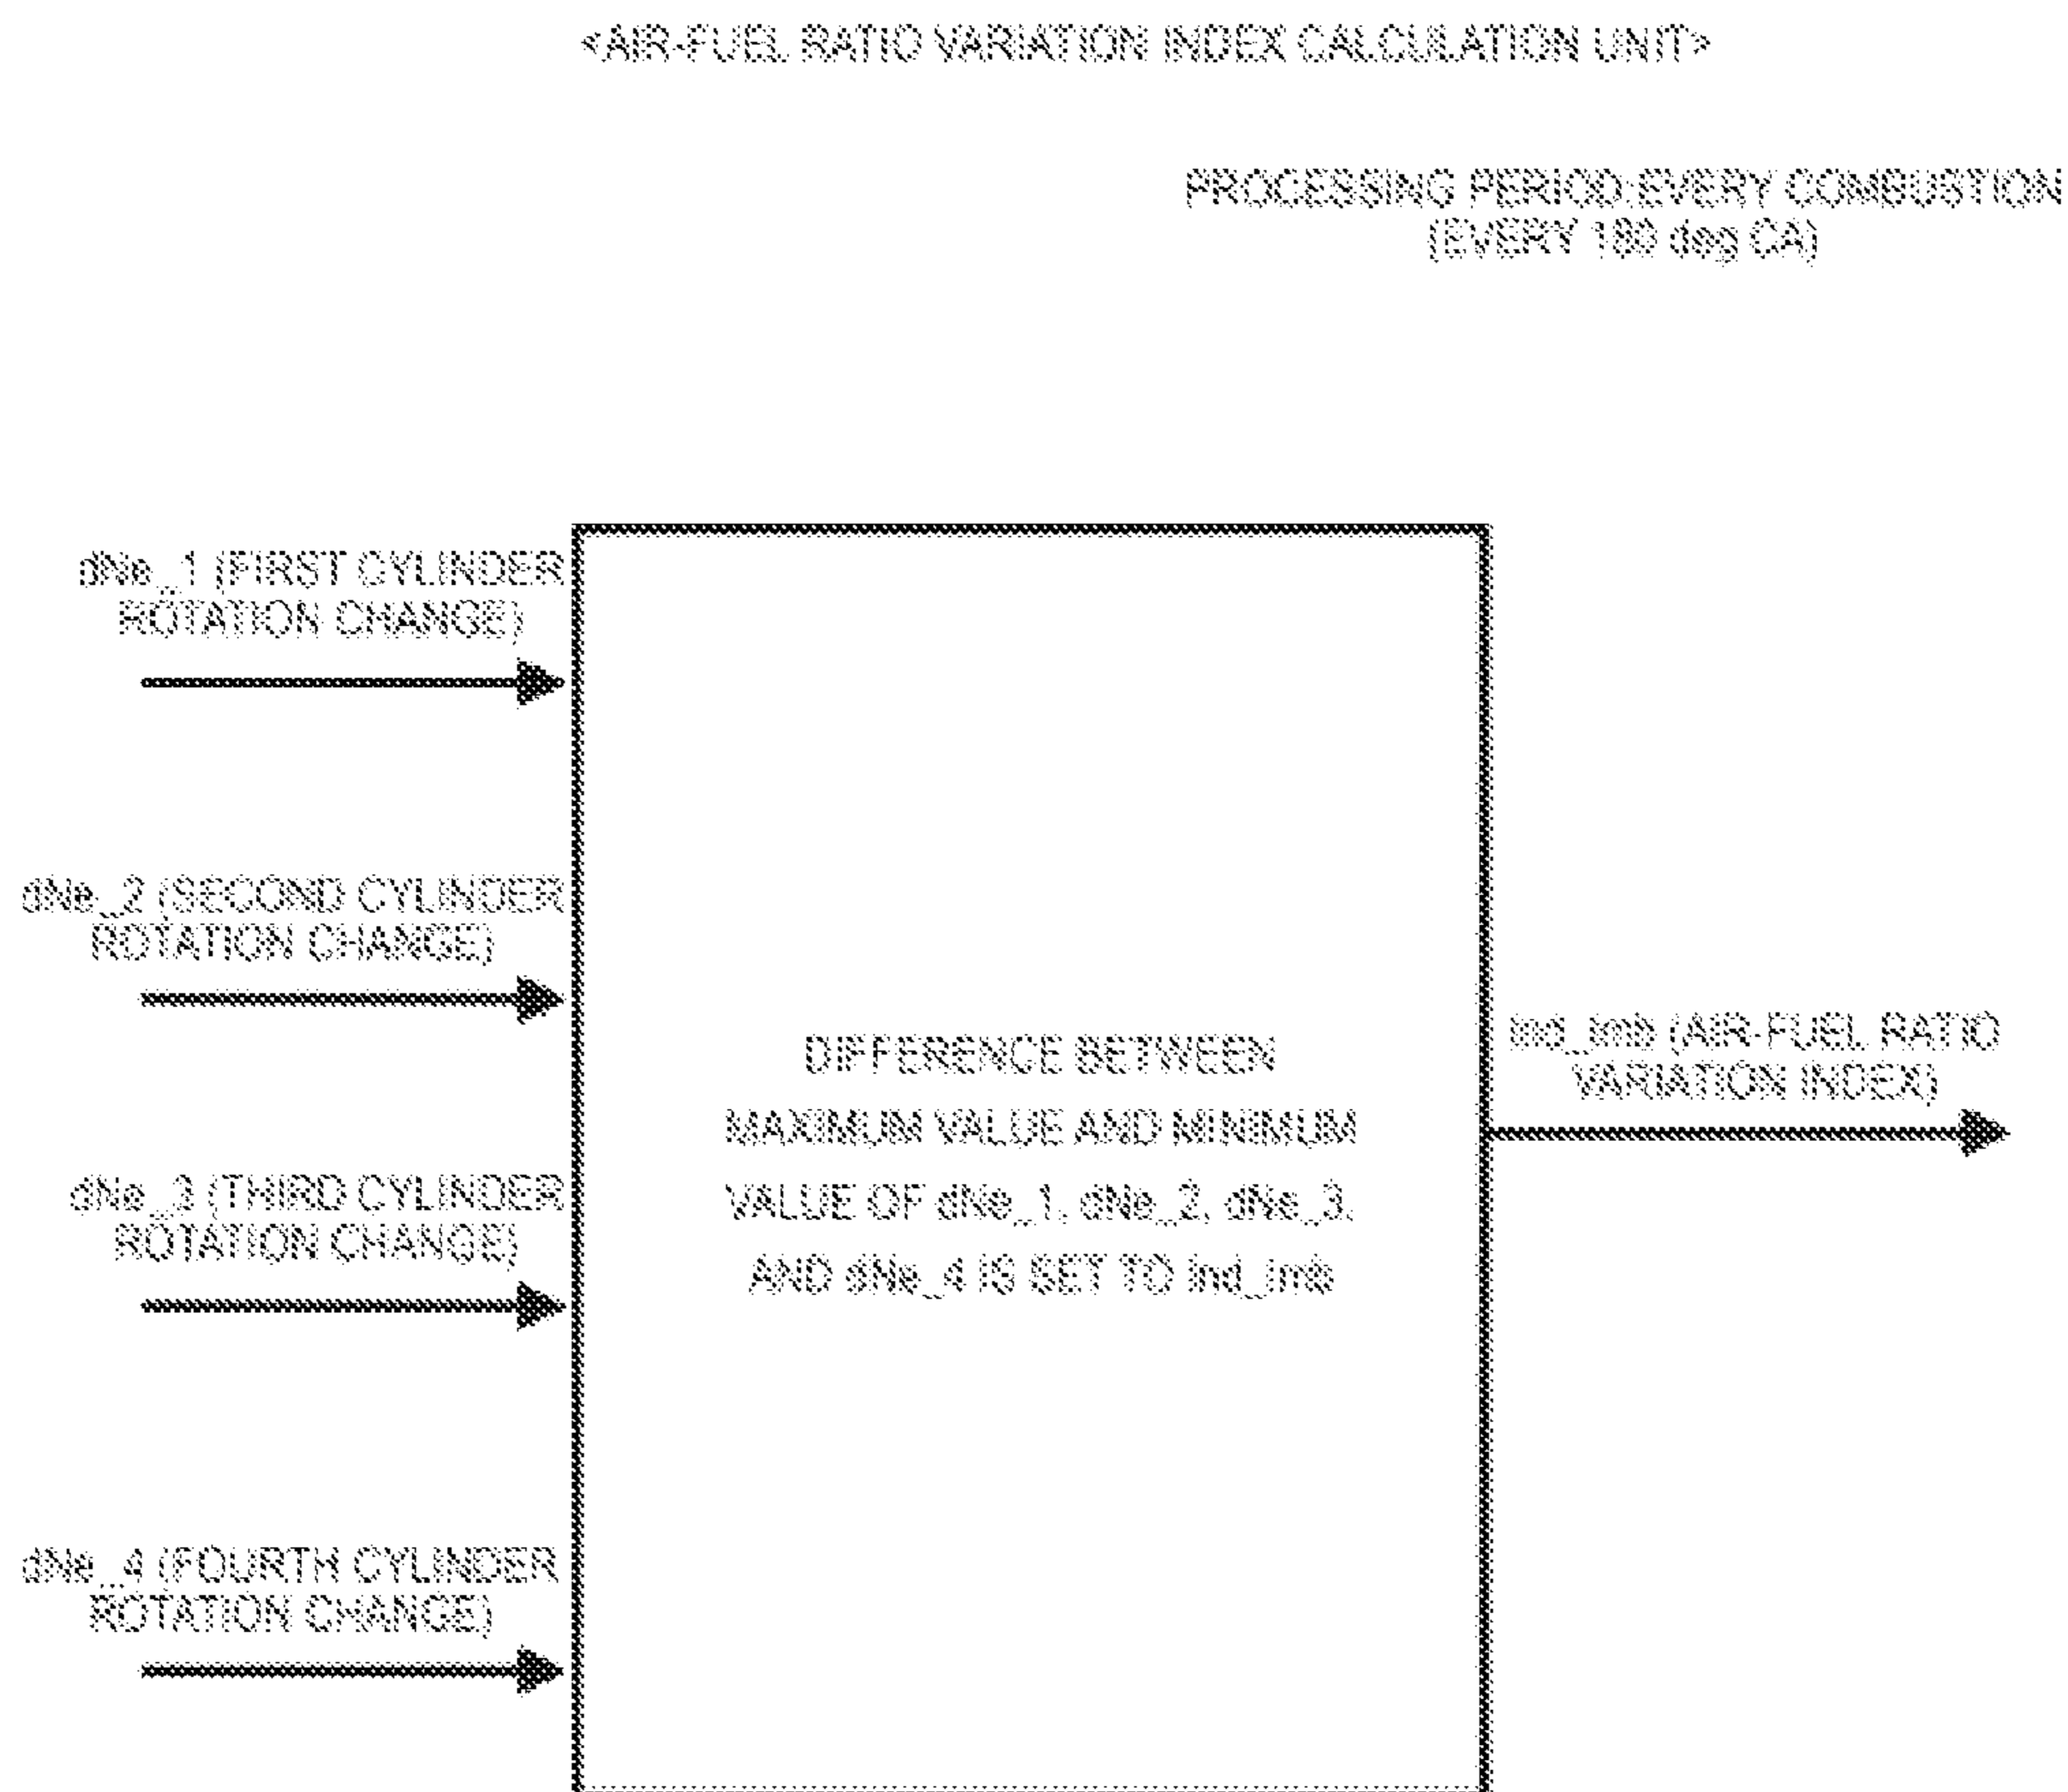 <AIR-FUEL RATIO VARIATION INDEX CALCULATION UNIT>
PROCESSING PERIOD:EVERY COMBUSTION
(EVERY 180 deg CA)
dNe_1 (FIRST CYLINDER
ROTATION CHANGE)
dNe_2 (SECOND CYLINDER
ROTATION CHANGE)
dNe_3 (THIRD CYLINDER
ROTATION CHANGE)
dNe_4 (FOURTH CYLINDER
ROTATION CHANGE)
DIFFERENCE BETWEEN
MAXIMUM VALUE AND MINIMUM
VALUE OF dNe_1, dNe_2, dNe_3,
AND dNe_4 IS SET TO ind_imb
ind_imb (AIR-FUEL RATIO
VARIATION INDEX)